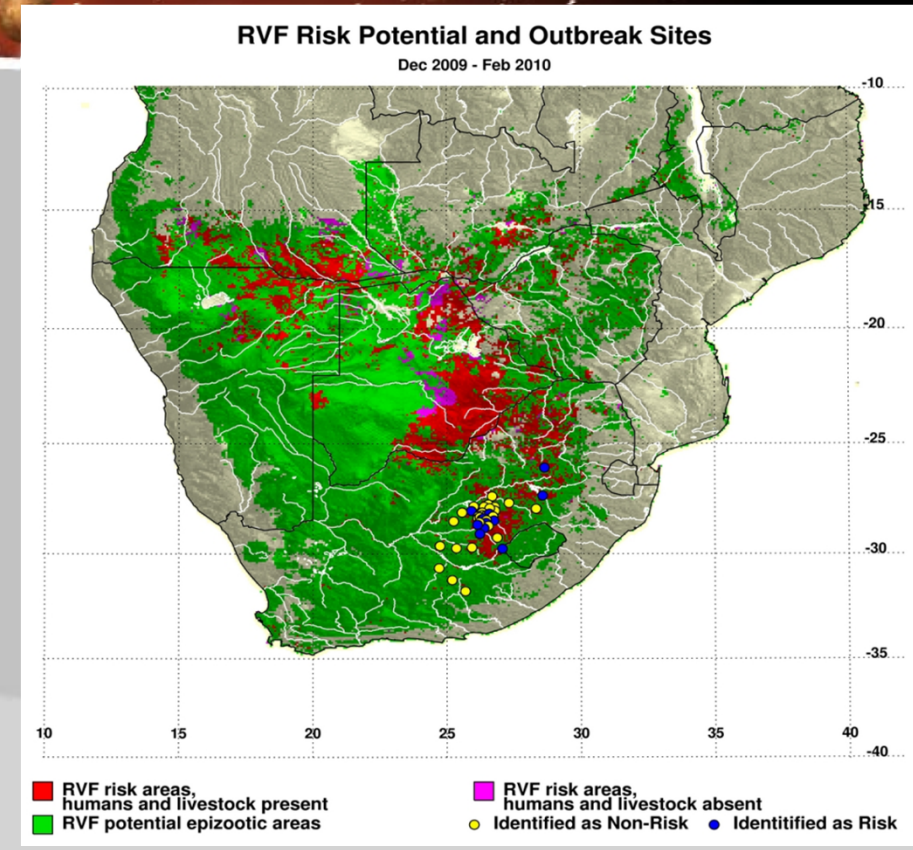 RVF Risk Potential and Outbreak Sites
Dec 2009 - Feb 2010
-10
-15
-20
-25
-30
-35
10 15 20 25 30 35 40
-40
RVF risk areas,
humans and livestock present
RVF potential epizootic areas
RVF risk areas,
humans and livestock absent
Identified as Non-Risk
Identitified as Risk